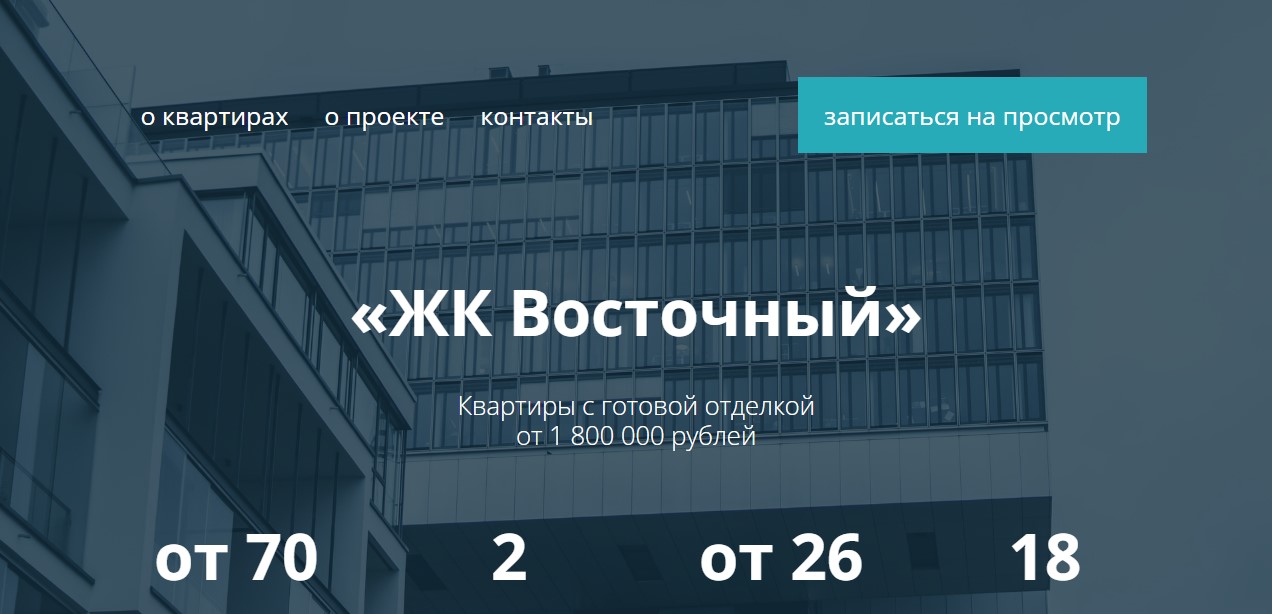 о квартирах о проекте контакты записаться на просмотр
«ЖК Восточный»
Квартиры с готовой отделкой
от 1 800 000 рублей
от 70 2 от 26 18